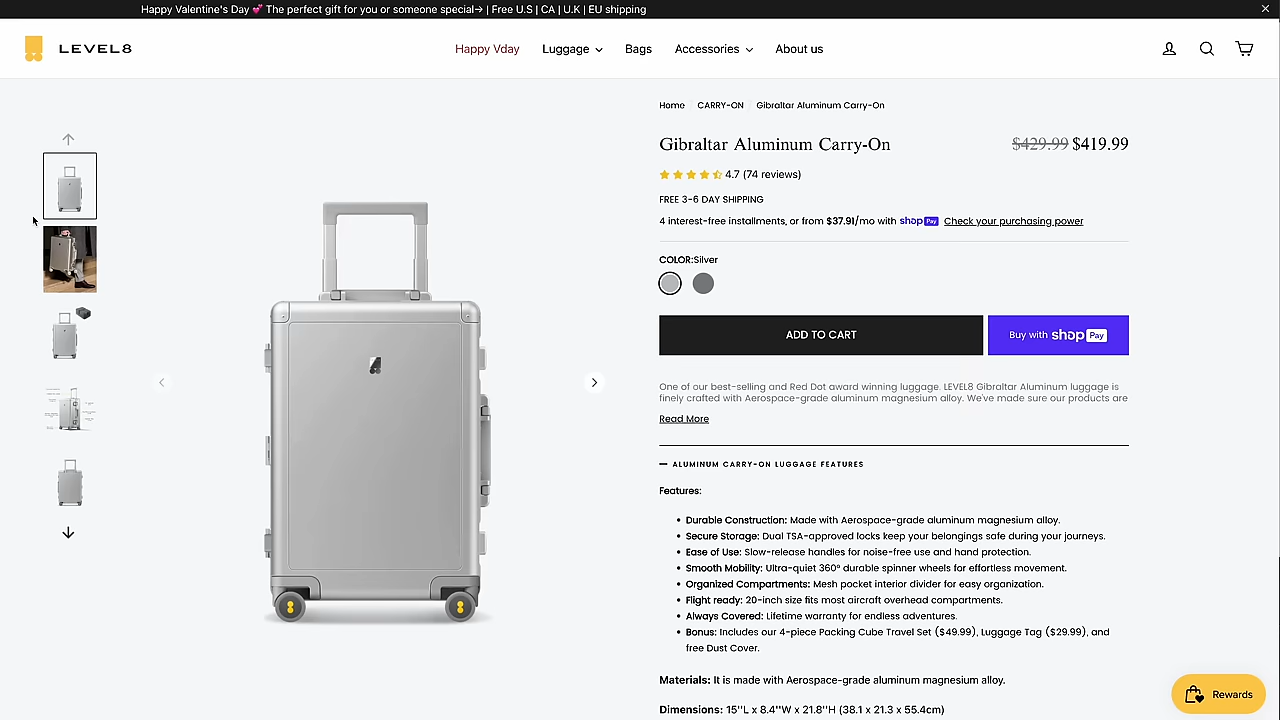 Happy Valentine's Day 💞 The perfect gift for you or someone special→ | Free U.S | CA | U.K | EU shipping
LEVEL8
Happy Vday
Luggage
Bags
Accessories
About us
Home
CARRY-ON
Gibraltar Aluminum Carry-On
Gibraltar Aluminum Carry-On
$429.99 $419.99
4.7 (74 reviews)
FREE 3-6 DAY SHIPPING
4 interest-free installments, or from $37.91/mo with shop Pay Check your purchasing power
COLOR:Silver
ADD TO CART
Buy with shop Pay
One of our best-selling and Red Dot award winning luggage. LEVEL8 Gibraltar Aluminum luggage is
finely crafted with Aerospace-grade aluminum magnesium alloy. We've made sure our products are
Read More
ALUMINUM CARRY-ON LUGGAGE FEATURES
Features:
• Durable Construction: Made with Aerospace-grade aluminum magnesium alloy.
• Secure Storage: Dual TSA-approved locks keep your belongings safe during your journeys.
• Ease of Use: Slow-release handles for noise-free use and hand protection.
• Smooth Mobility: Ultra-quiet 360° durable spinner wheels for effortless movement.
• Organized Compartments: Mesh pocket interior divider for easy organization.
• Flight ready: 20-inch size fits most aircraft overhead compartments.
• Always Covered: Lifetime warranty for endless adventures.
• Bonus: Includes our 4-piece Packing Cube Travel Set ($49.99), Luggage Tag ($29.99), and
free Dust Cover.
Materials: It is made with Aerospace-grade aluminum magnesium alloy.
Dimensions: 15''L x 8.4''W x 21.8''H (38.1 x 21.3 x 55.4cm)
Rewards